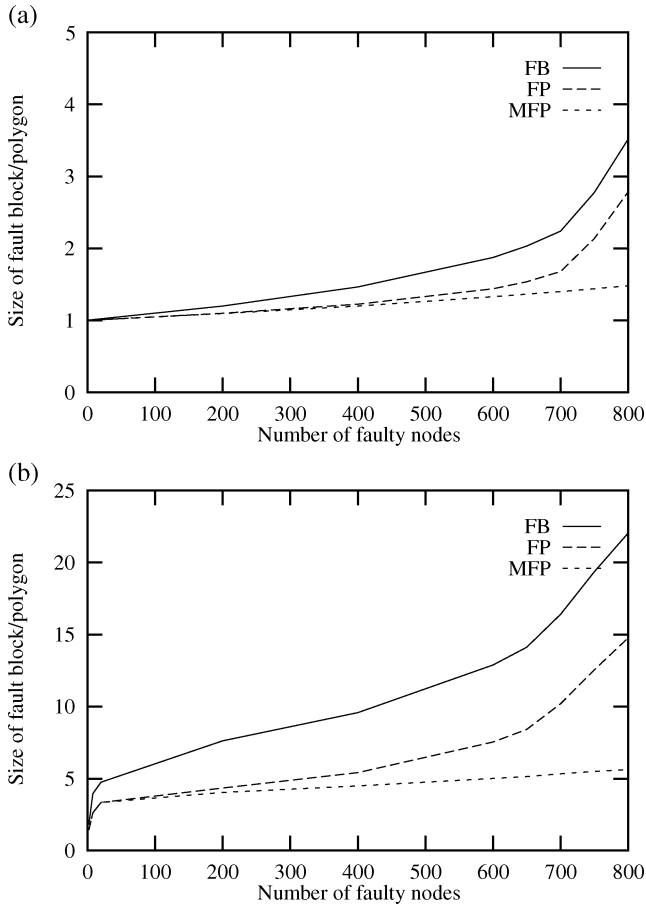 (a)
Size of fault block/polygon
5
4
3
2
1
0
FB
FP
MFP
0 100 200 300 400 500 600 700 800
Number of faulty nodes
(b)
Size of fault block/polygon
25
20
15
10
5
0
FB
FP
MFP
0 100 200 300 400 500 600 700 800
Number of faulty nodes